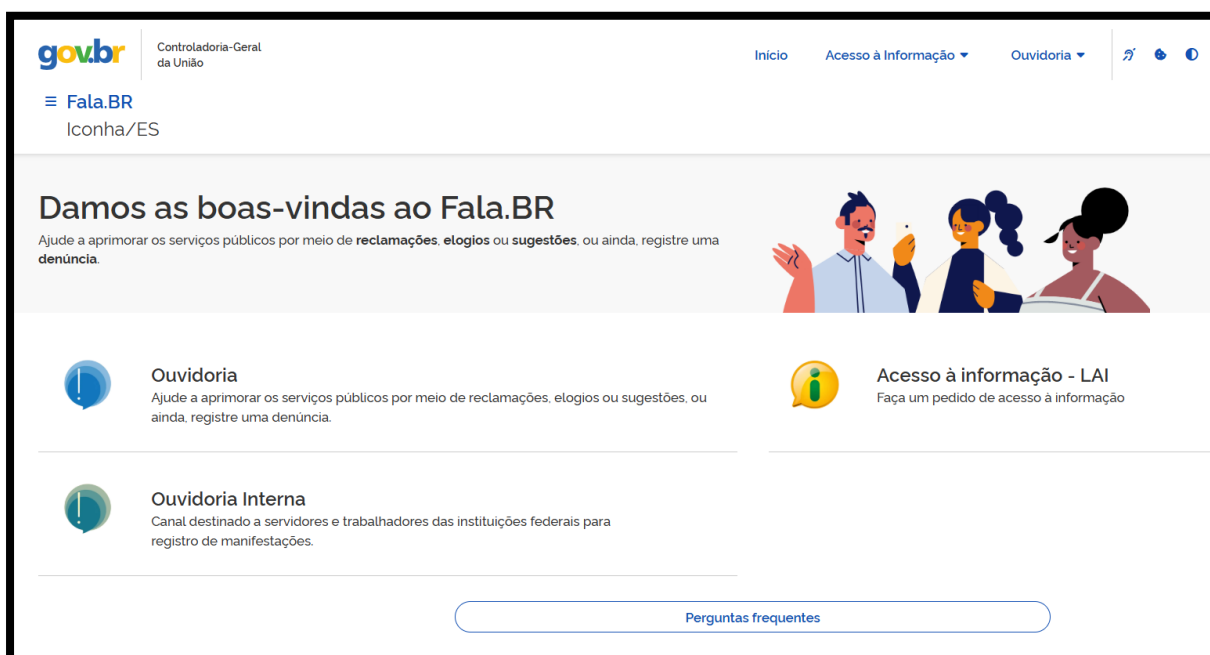 gov.br
Controladoria-Geral
da União
Início
Acesso à Informação
Ouvidoria
Fala.BR
Iconha/ES
Damos as boas-vindas ao Fala.BR
Ajude a aprimorar os serviços públicos por meio de reclamações, elogios ou sugestões, ou ainda, registre uma
denúncia.
Ouvidoria
Ajude a aprimorar os serviços públicos por meio de reclamações, elogios ou sugestões, ou
ainda, registre uma denúncia.
Acesso à informação - LAI
Faça um pedido de acesso à informação
Ouvidoria Interna
Canal destinado a servidores e trabalhadores das instituições federais para
registro de manifestações.
Perguntas frequentes